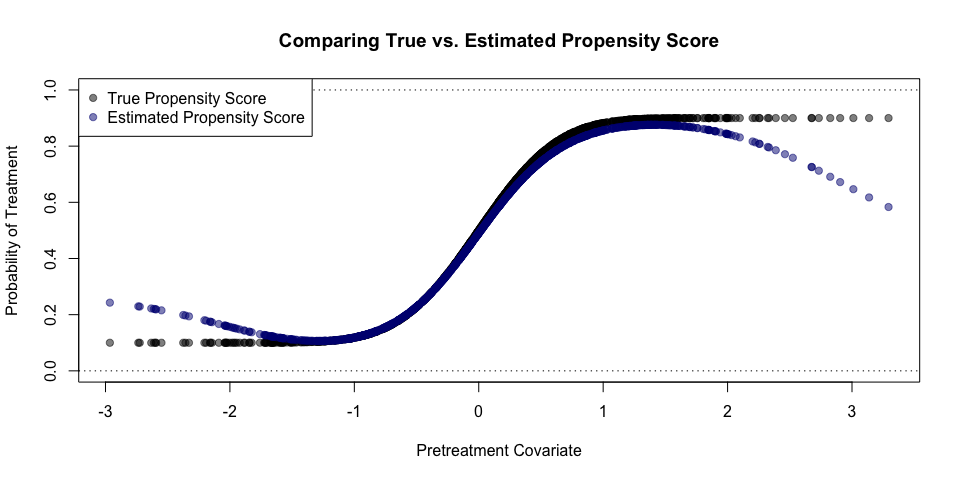 Comparing True vs. Estimated Propensity Score
True Propensity Score
Estimated Propensity Score
Probability of Treatment
1.0
0.8
0.6
0.4
0.2
0.0
-3 -2 -1 0 1 2 3
Pretreatment Covariate